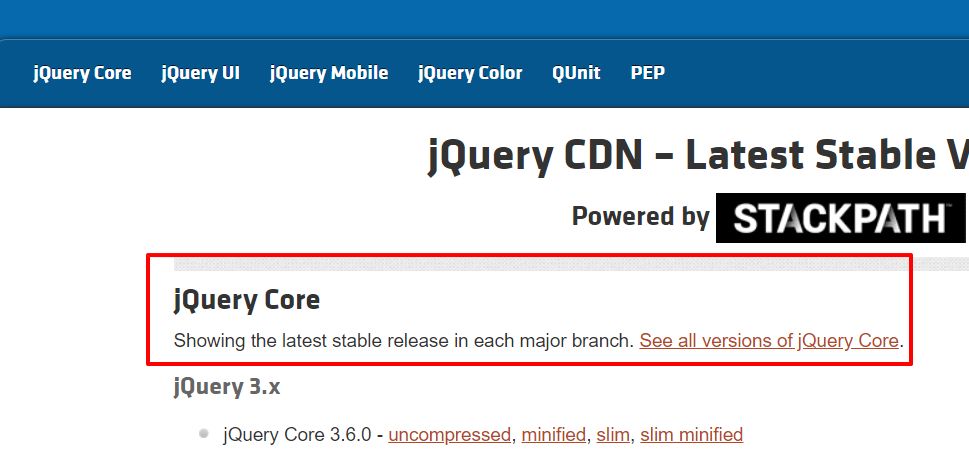 jQuery Core jQuery UI jQuery Mobile jQuery Color QUnit PEP
jQuery CDN – Latest Stable V
Powered by STACKPATH™
jQuery Core
Showing the latest stable release in each major branch. See all versions of jQuery Core.
jQuery 3.x
jQuery Core 3.6.0 - uncompressed, minified, slim, slim minified